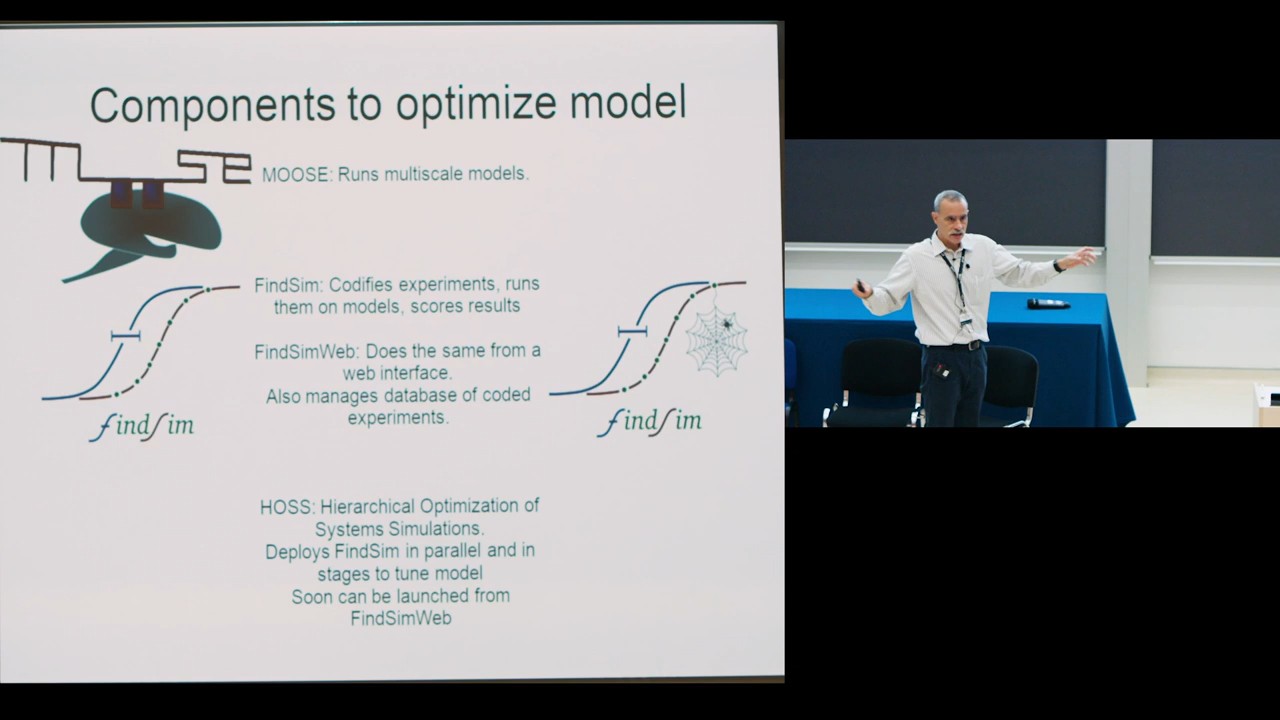 Components to optimize model
moose
MOOSE: Runs multiscale models.
FindSim: Codifies experiments, runs
them on models, scores results
FindSimWeb: Does the same from a
web interface.
Also manages database of coded
experiments.
findSim
findSim
HOSS: Hierarchical Optimization of
Systems Simulations.
Deploys FindSim in parallel and in
stages to tune model
Soon can be launched from
FindSimWeb